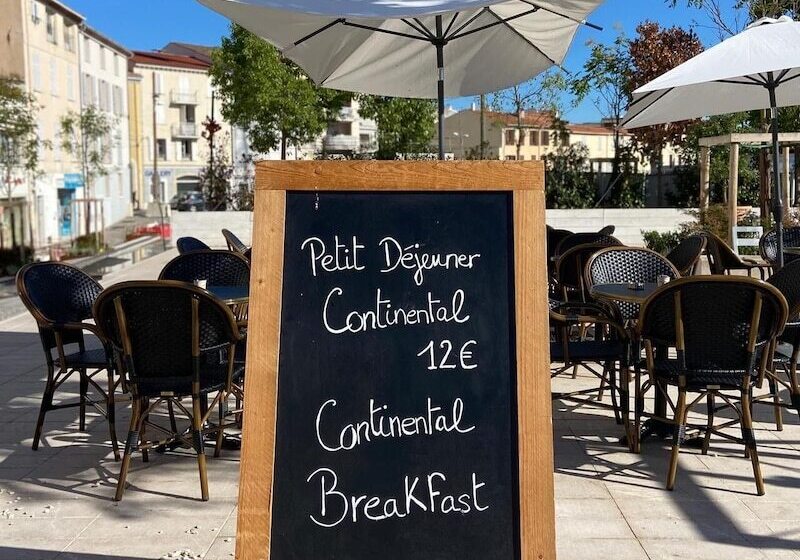 Petit Déjeuner
Continental
12€
Continental
BreaKFast